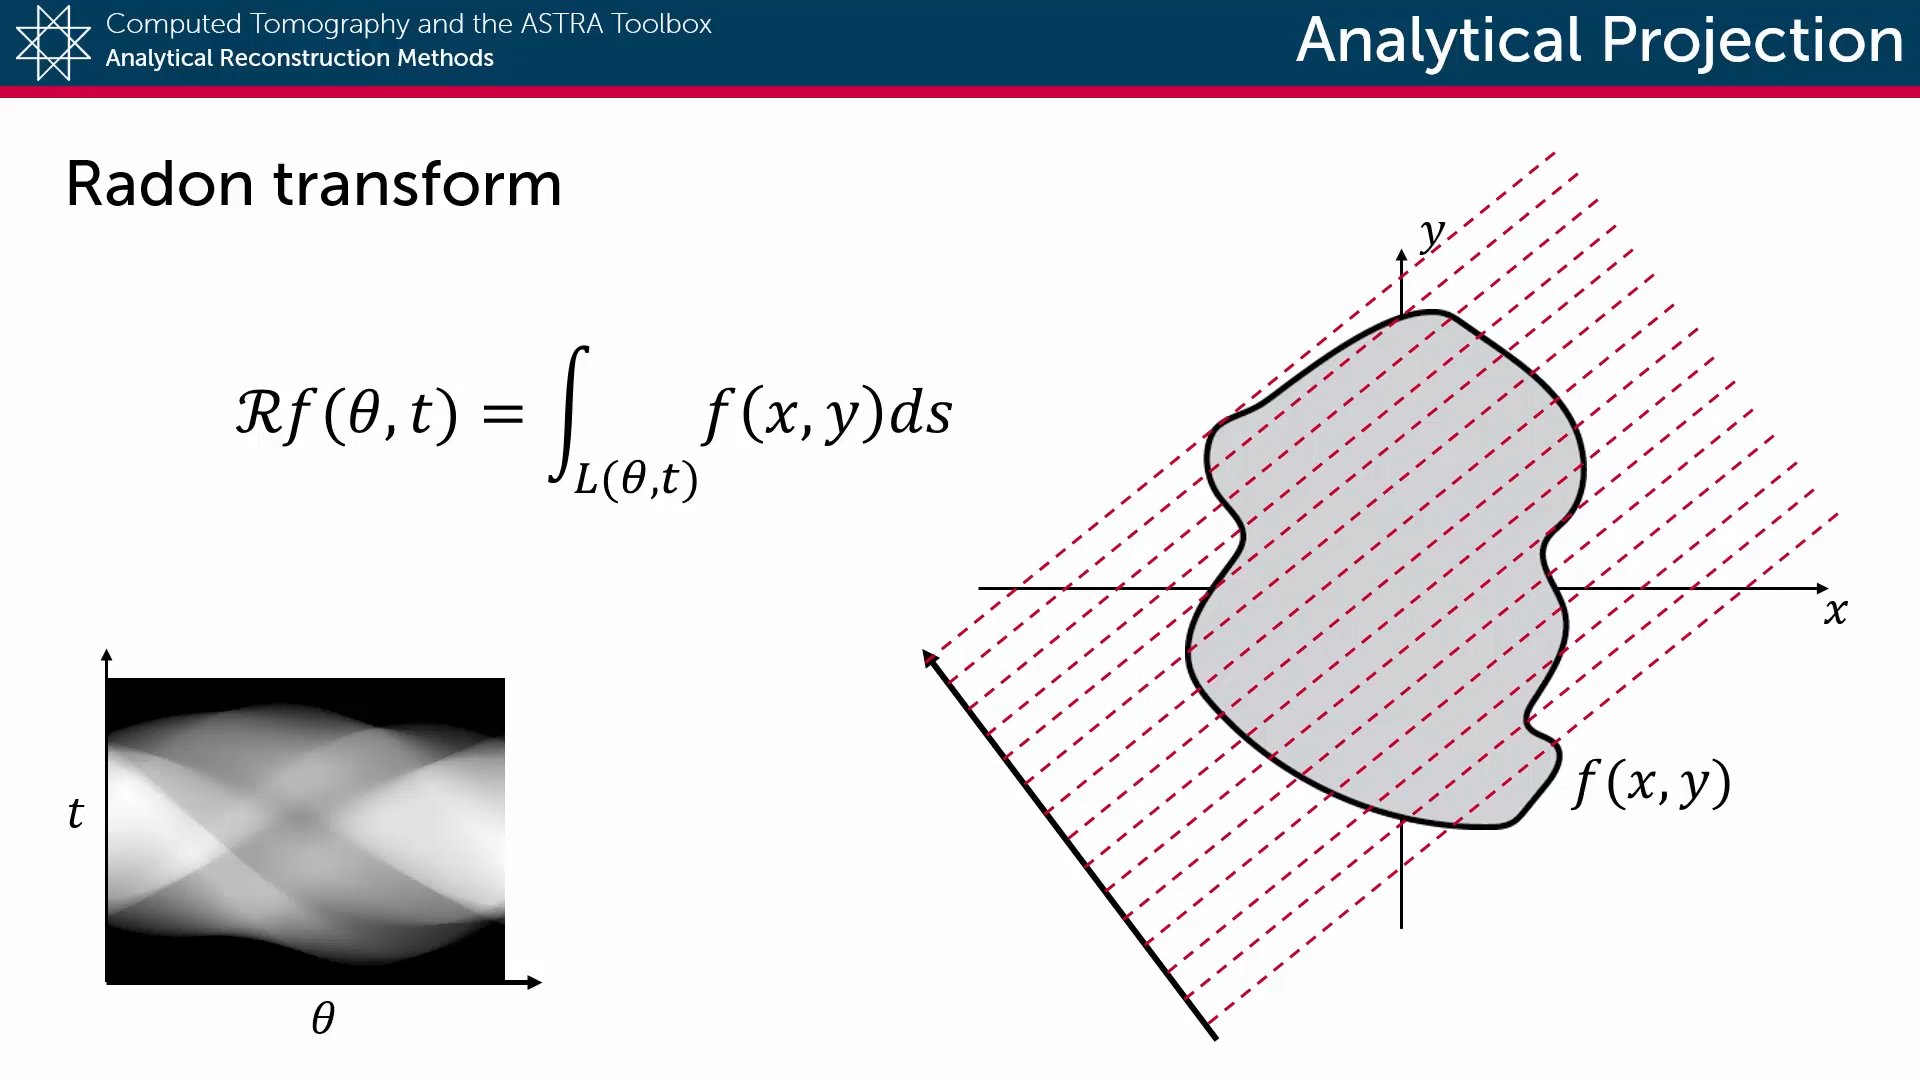 Computed Tomography and the ASTRA Toolbox
Analytical Reconstruction Methods
Analytical Projection
Radon transform
ℛf(θ,t) = ∫_{L(θ,t)} f(x,y)ds
y
x
f(x,y)
t
θ